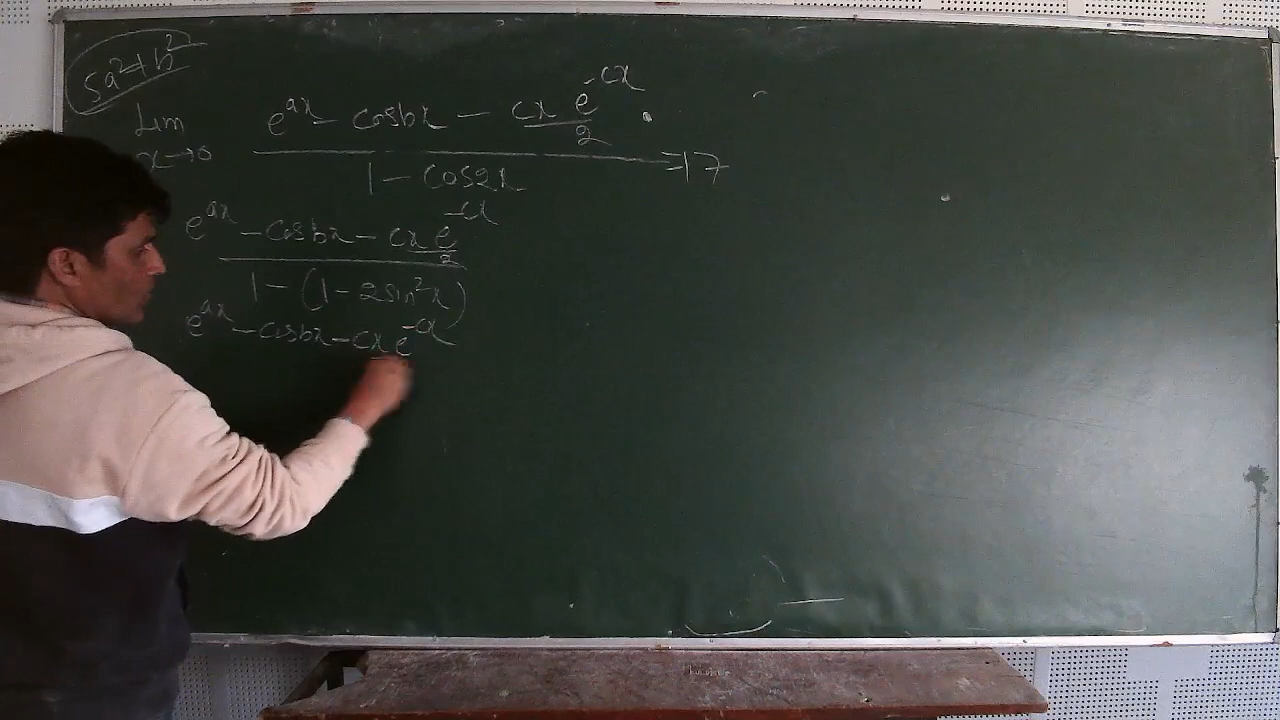 5a²+b²
Lim x→0 (e^{ax} - cosbx - cx e^{-cx}/2) / (1 - cos2x) = 17
(e^{ax} - cosbx - cx e^{-cx}/2) / (1 - (1 - 2sin²x))
e^{ax} - cosbx - cx e^{-cx}